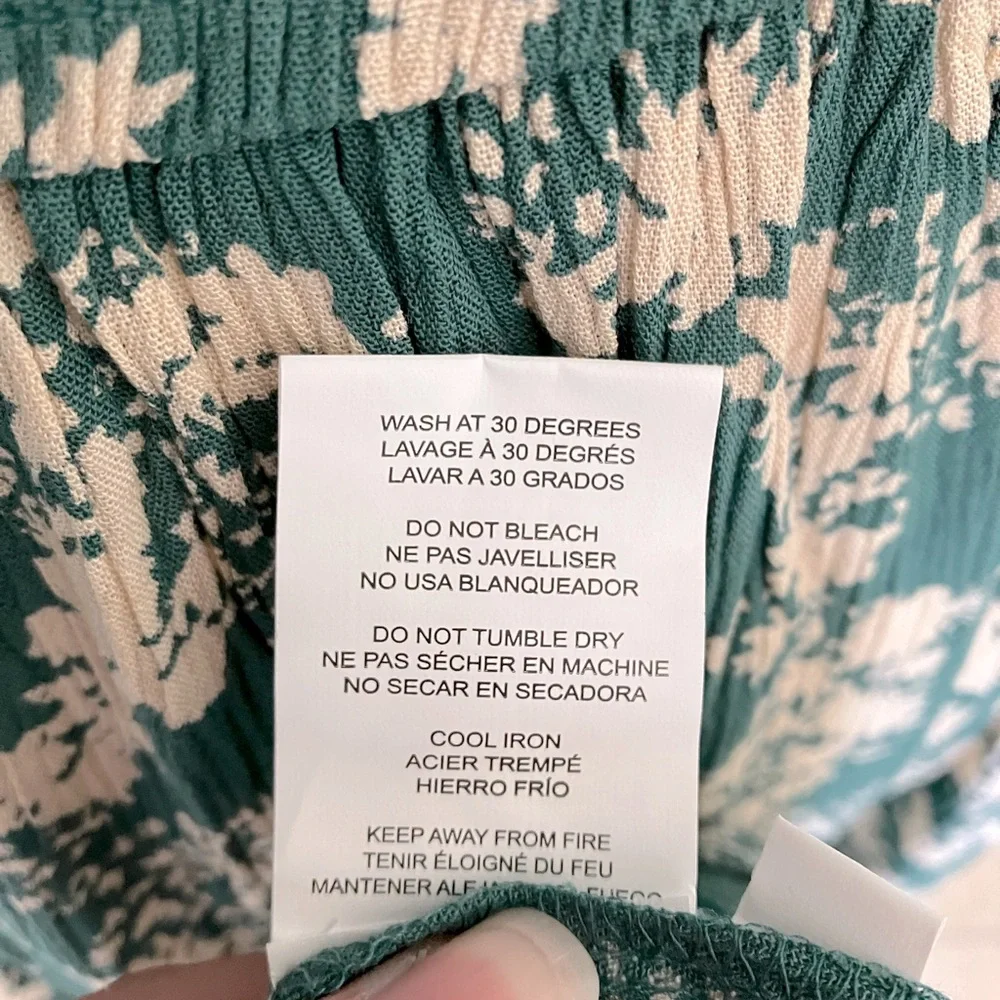 WASH AT 30 DEGREES
LAVAGE À 30 DEGRÉS
LAVAR A 30 GRADOS
DO NOT BLEACH
NE PAS JAVELLISER
NO USA BLANQUEADOR
DO NOT TUMBLE DRY
NE PAS SÉCHER EN MACHINE
NO SECAR EN SECADORA
COOL IRON
ACIER TREMPÉ
HIERRO FRÍO
KEEP AWAY FROM FIRE
TENIR ÉLOIGNÉ DU FEU
MANTENER